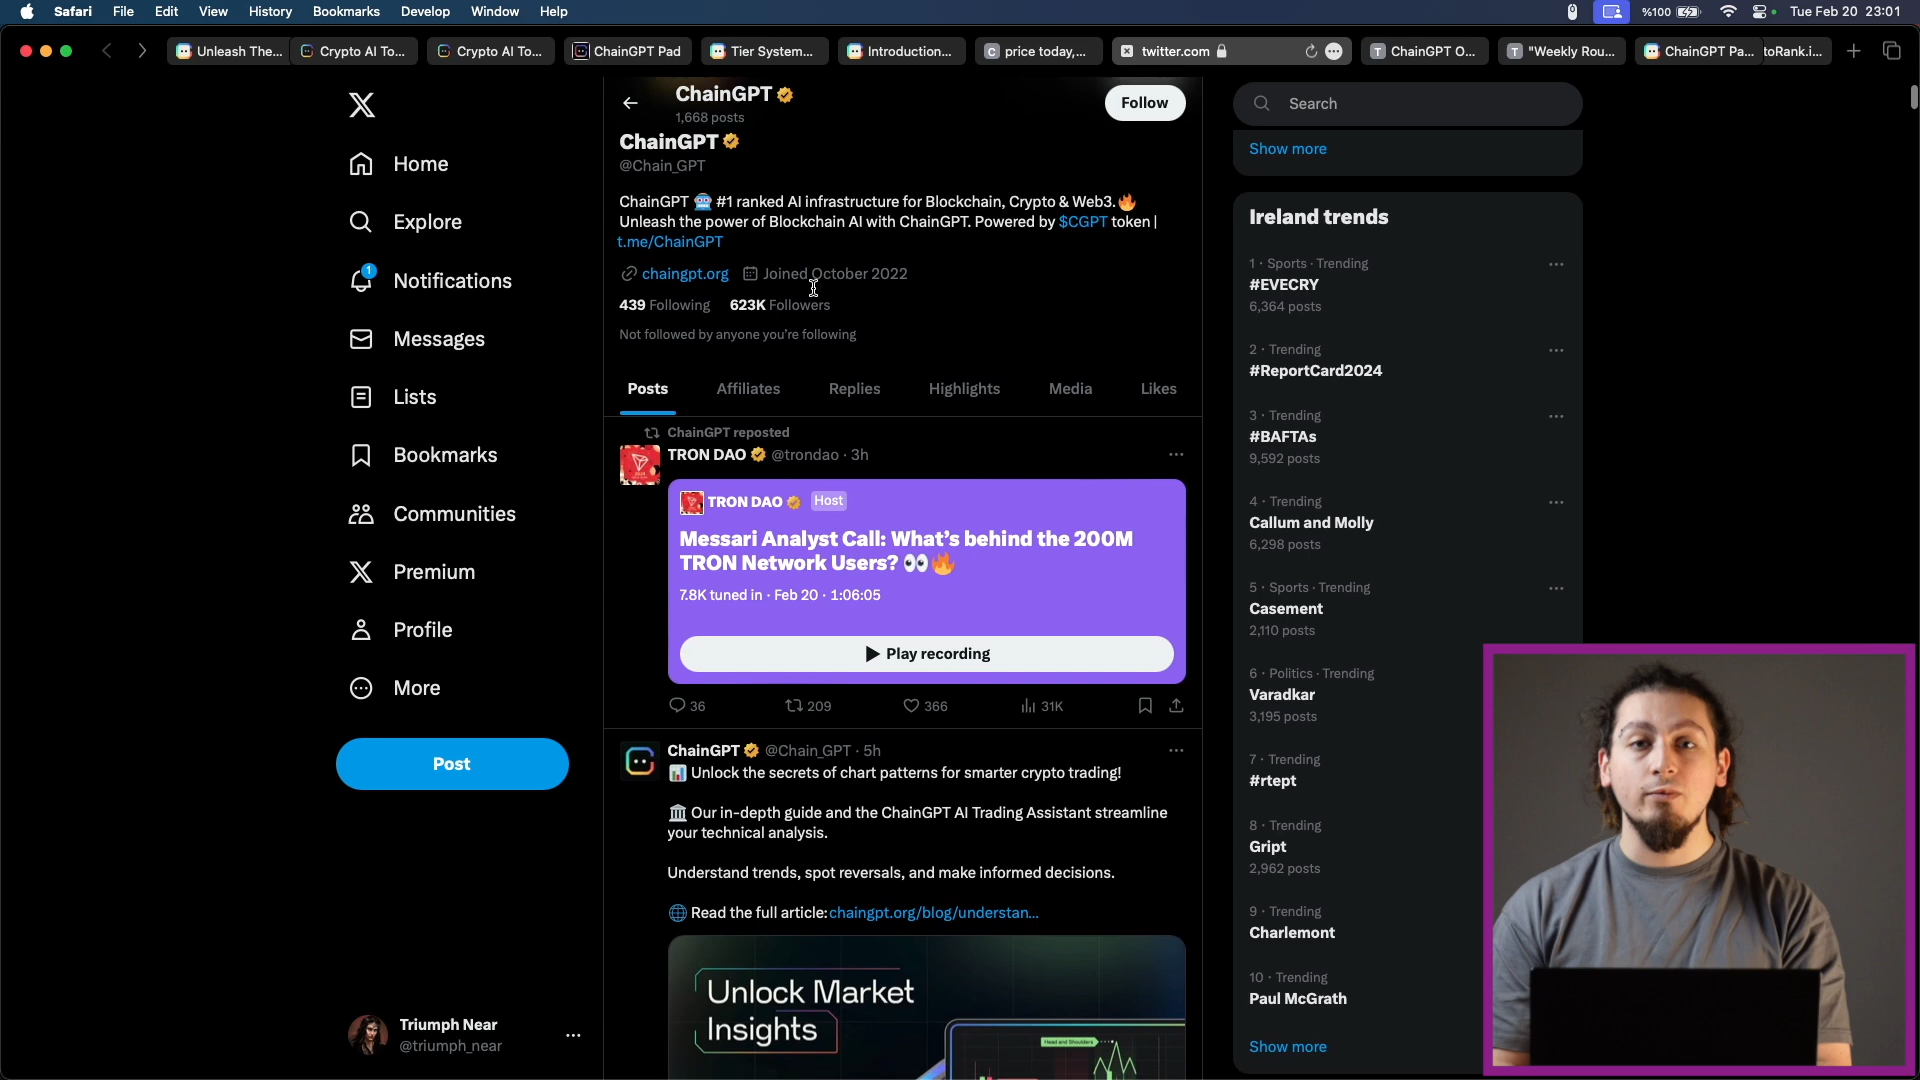 Safari File Edit View History Bookmarks Develop Window Help
%100 Tue Feb 20 23:01
Unleash The...
Crypto AI To...
Crypto AI To...
ChainGPT Pad
Tier System...
Introduction...
price today,...
twitter.com
ChainGPT O...
"Weekly Rou...
ChainGPT Pa...
toRank.i...
Home
Explore
1
Notifications
Messages
Lists
Bookmarks
Communities
Premium
Profile
More
Post
Triumph Near
@triumph_near
ChainGPT
1,668 posts
Follow
ChainGPT
@Chain_GPT
ChainGPT 🤖 #1 ranked AI infrastructure for Blockchain, Crypto & Web3.🔥
Unleash the power of Blockchain AI with ChainGPT. Powered by $CGPT token |
t.me/ChainGPT
chaingpt.org Joined October 2022
439 Following 623K Followers
Not followed by anyone you're following
Posts Affiliates Replies Highlights Media Likes
ChainGPT reposted
TRON DAO @trondao · 3h
TRON DAO Host
Messari Analyst Call: What's behind the 200M
TRON Network Users? 👀🔥
7.8K tuned in · Feb 20 · 1:06:05
Play recording
36 209 366 31K
ChainGPT @Chain_GPT · 5h
📊 Unlock the secrets of chart patterns for smarter crypto trading!
🏛️ Our in-depth guide and the ChainGPT AI Trading Assistant streamline
your technical analysis.
Understand trends, spot reversals, and make informed decisions.
🌐 Read the full article: chaingpt.org/blog/understan...
Unlock Market
Insights
Head and Shoulders
Search
Show more
Ireland trends
1 · Sports · Trending
#EVECRY
6,364 posts
2 · Trending
#ReportCard2024
3 · Trending
#BAFTAs
9,592 posts
4 · Trending
Callum and Molly
6,298 posts
5 · Sports · Trending
Casement
2,110 posts
6 · Politics · Trending
Varadkar
3,195 posts
7 · Trending
#rtept
8 · Trending
Gript
2,962 posts
9 · Trending
Charlemont
10 · Trending
Paul McGrath
Show more